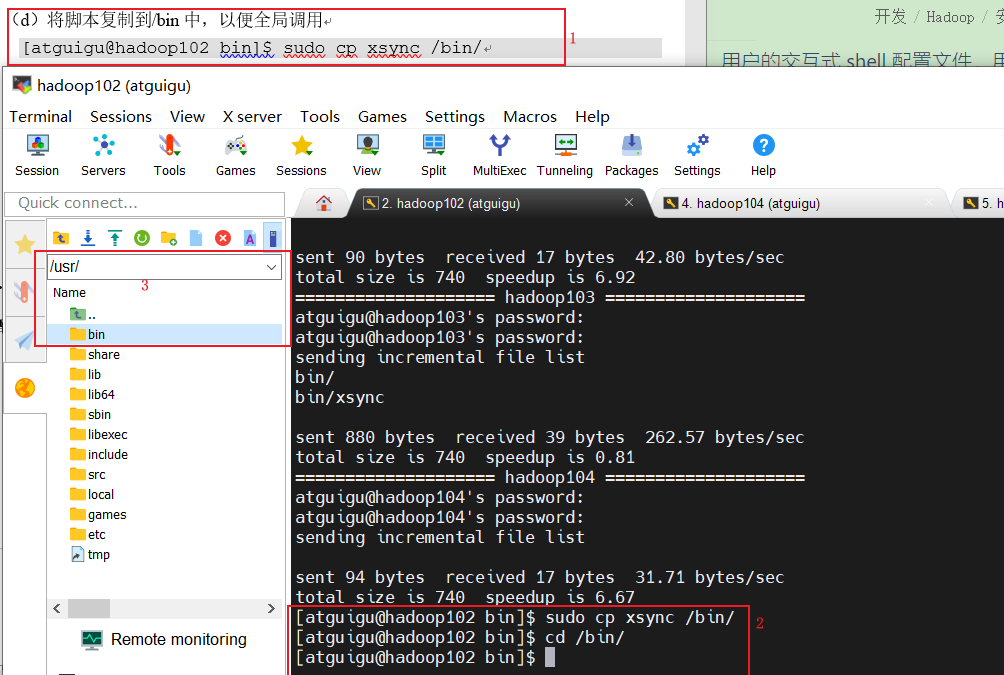 （d）将脚本复制到/bin 中，以便全局调用
[atguigu@hadoop102 bin]$ sudo cp xsync /bin/
1
开发 / Hadoop /
用户的交互式 shell 配置文件
hadoop102 (atguigu)
Terminal Sessions View X server Tools Games Settings Macros Help
Session Servers Tools Games Sessions View Split MultiExec Tunneling Packages Settings Help
Quick connect...
2. hadoop102 (atguigu)
4. hadoop104 (atguigu)
5. h
/usr/
3
Name
..
bin
share
lib
lib64
sbin
libexec
include
src
local
games
etc
tmp
Remote monitoring
sent 90 bytes  received 17 bytes  42.80 bytes/sec
total size is 740  speedup is 6.92
==================== hadoop103 ====================
atguigu@hadoop103's password:
atguigu@hadoop103's password:
sending incremental file list
bin/
bin/xsync
sent 880 bytes  received 39 bytes  262.57 bytes/sec
total size is 740  speedup is 0.81
==================== hadoop104 ====================
atguigu@hadoop104's password:
atguigu@hadoop104's password:
sending incremental file list
sent 94 bytes  received 17 bytes  31.71 bytes/sec
total size is 740  speedup is 6.67
[atguigu@hadoop102 bin]$ sudo cp xsync /bin/
[atguigu@hadoop102 bin]$ cd /bin/
[atguigu@hadoop102 bin]$
2